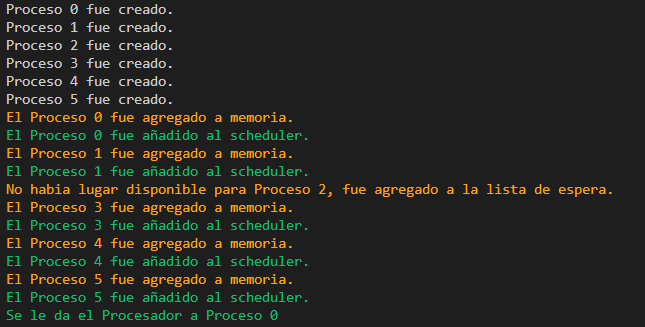 Proceso 0 fue creado.
Proceso 1 fue creado.
Proceso 2 fue creado.
Proceso 3 fue creado.
Proceso 4 fue creado.
Proceso 5 fue creado.
El Proceso 0 fue agregado a memoria.
El Proceso 0 fue añadido al scheduler.
El Proceso 1 fue agregado a memoria.
El Proceso 1 fue añadido al scheduler.
No habia lugar disponible para Proceso 2, fue agregado a la lista de espera.
El Proceso 3 fue agregado a memoria.
El Proceso 3 fue añadido al scheduler.
El Proceso 4 fue agregado a memoria.
El Proceso 4 fue añadido al scheduler.
El Proceso 5 fue agregado a memoria.
El Proceso 5 fue añadido al scheduler.
Se le da el Procesador a Proceso 0